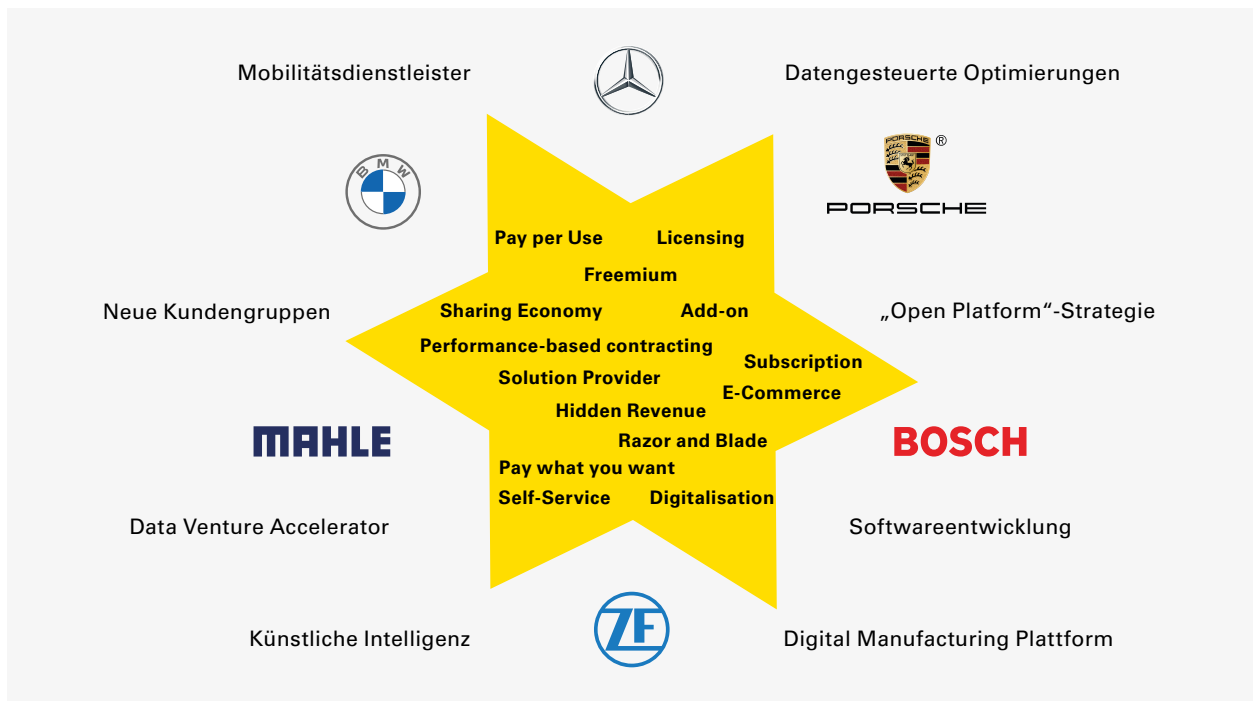 Mobilitätsdienstleister
Datengesteuerte Optimierungen
BMW
PORSCHE
®
PORSCHE
Pay per Use
Licensing
Freemium
Neue Kundengruppen
Sharing Economy
Add-on
„Open Platform“-Strategie
Performance-based contracting
Subscription
Solution Provider
E-Commerce
Hidden Revenue
MAHLE
Razor and Blade
BOSCH
Pay what you want
Self-Service
Digitalisation
Data Venture Accelerator
Softwareentwicklung
ZF
Künstliche Intelligenz
Digital Manufacturing Plattform